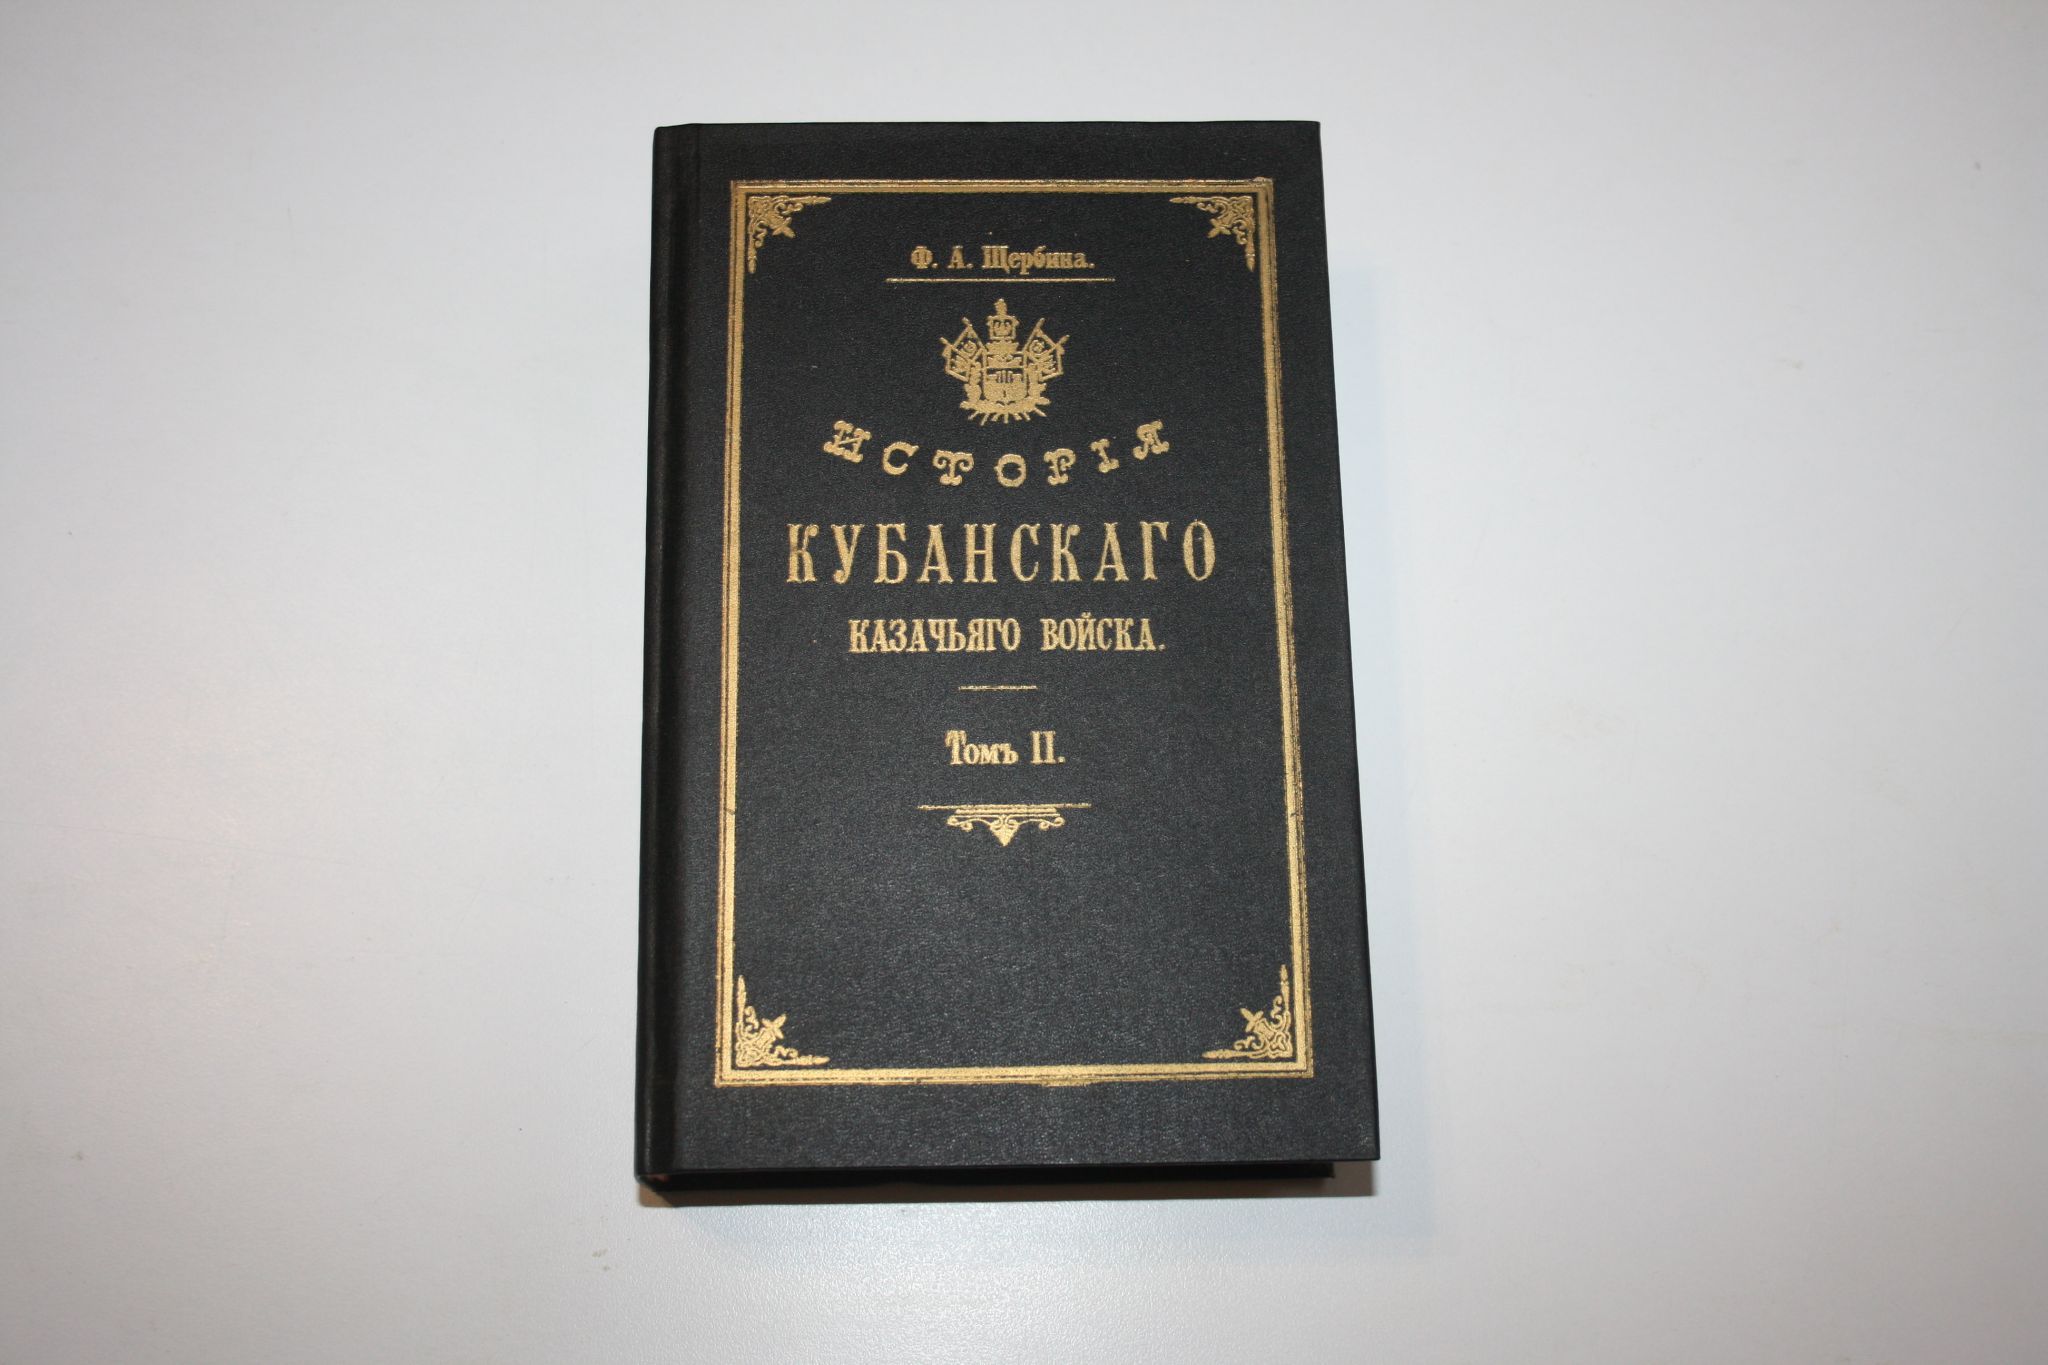 Ф. А. Щербина.
ИСТОРІЯ
КУБАНСКАГО
КАЗАЧЬЯГО ВОЙСКА.
Томъ II.